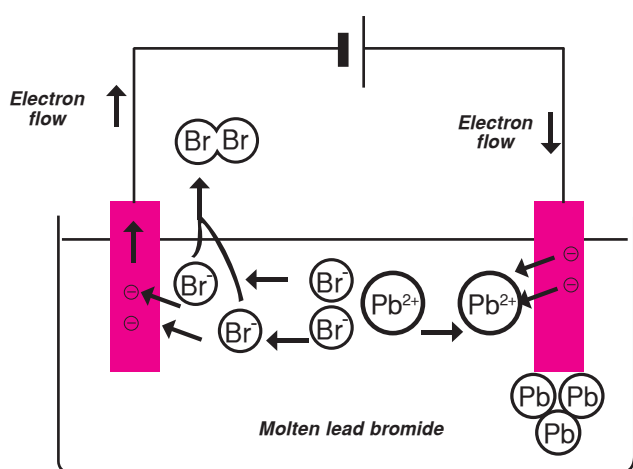 Electron
flow
Electron
flow
Br Br
Br⁻
Br⁻
Br⁻
Br⁻
Pb²⁺
Pb²⁺
−
−
−
−
Pb Pb
Pb
Molten lead bromide